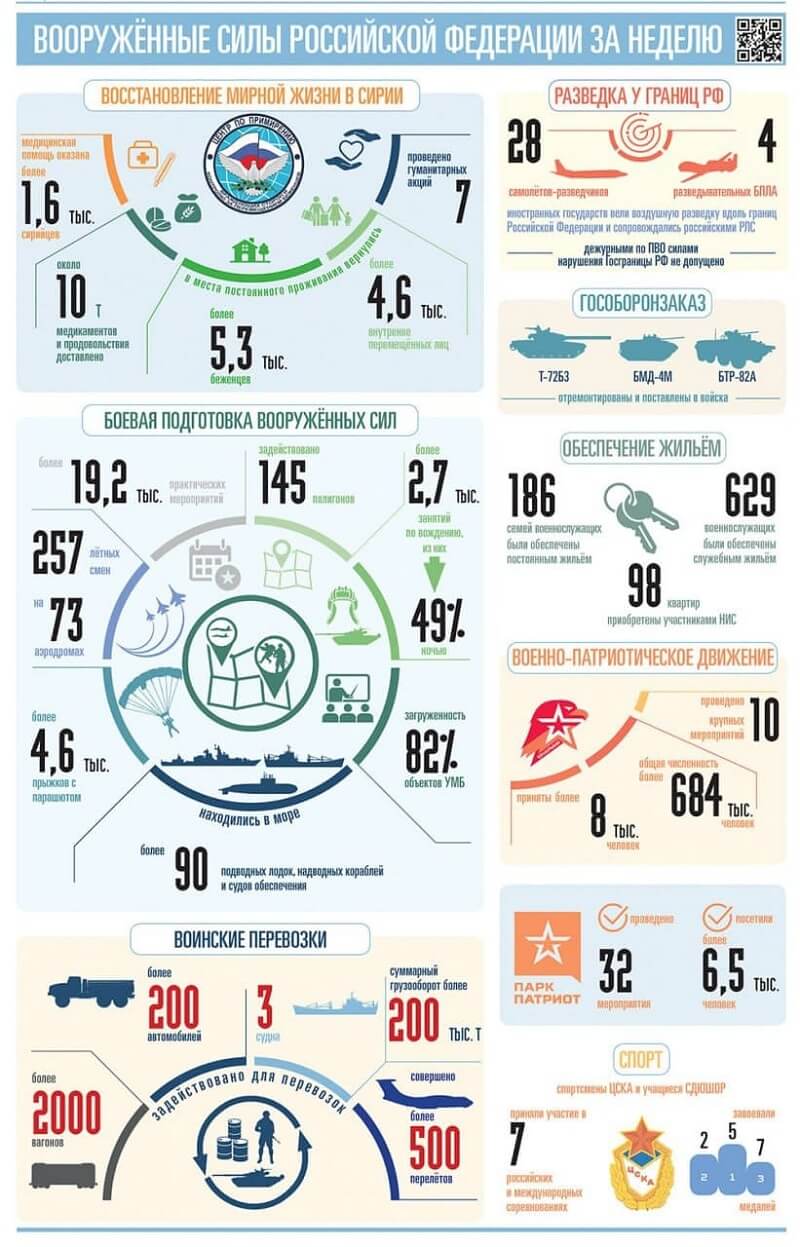 ВООРУЖЁННЫЕ СИЛЫ РОССИЙСКОЙ ФЕДЕРАЦИИ ЗА НЕДЕЛЮ
ВОССТАНОВЛЕНИЕ МИРНОЙ ЖИЗНИ В СИРИИ
медицинская
помощь оказана
более
1,6 тыс.
сирийцев
ЦЕНТР ПО ПРИМИРЕНИЮ
проведено
гуманитарных
акций
7
около
10 т
медикаментов
и продовольствия
доставлено
в места постоянного проживания вернулись
более
5,3 тыс.
беженцев
более
4,6 тыс.
внутренне
перемещённых лиц
РАЗВЕДКА У ГРАНИЦ РФ
28
самолётов-разведчиков
4
разведывательных БПЛА
иностранных государств вели воздушную разведку вдоль границ
Российской Федерации и сопровождались российскими РЛС
дежурными по ПВО силами
нарушения Госграницы РФ не допущено
ГОСОБОРОНЗАКАЗ
Т-72Б3
БМД-4М
БТР-82А
отремонтированы и поставлены в войска
БОЕВАЯ ПОДГОТОВКА ВООРУЖЁННЫХ СИЛ
более
19,2 тыс.
практических
мероприятий
задействовано
145 полигонов
более
2,7 тыс.
занятий
по вождению,
из них
49%
ночью
257 лётных
смен
на
73
аэродромах
более
4,6 тыс.
прыжков с
парашютом
загруженность
82%
объектов УМБ
находились в море
более
90 подводных лодок, надводных кораблей
и судов обеспечения
ОБЕСПЕЧЕНИЕ ЖИЛЬЁМ
186
семей военнослужащих
были обеспечены
постоянным жильём
629
военнослужащих
были обеспечены
служебным жильём
98 квартир
приобретены участниками НИС
ВОЕННО-ПАТРИОТИЧЕСКОЕ ДВИЖЕНИЕ
проведено
10
крупных
мероприятий
общая численность
более
684 тыс.
человек
приняты более
8 тыс.
человек
ПАРК
ПАТРИОТ
проведено
32
мероприятия
посетили
более
6,5 тыс.
человек
ВОИНСКИЕ ПЕРЕВОЗКИ
более
200
автомобилей
3
судна
суммарный
грузооборот более
200 тыс. т
задействовано для перевозок
более
2000
вагонов
совершено
более
500
перелётов
СПОРТ
спортсмены ЦСКА и учащиеся СДЮШОР
приняли участие в
7
российских
и международных
соревнованиях
ЦСКА
завоевали
2 5 7
2 1 3
медалей